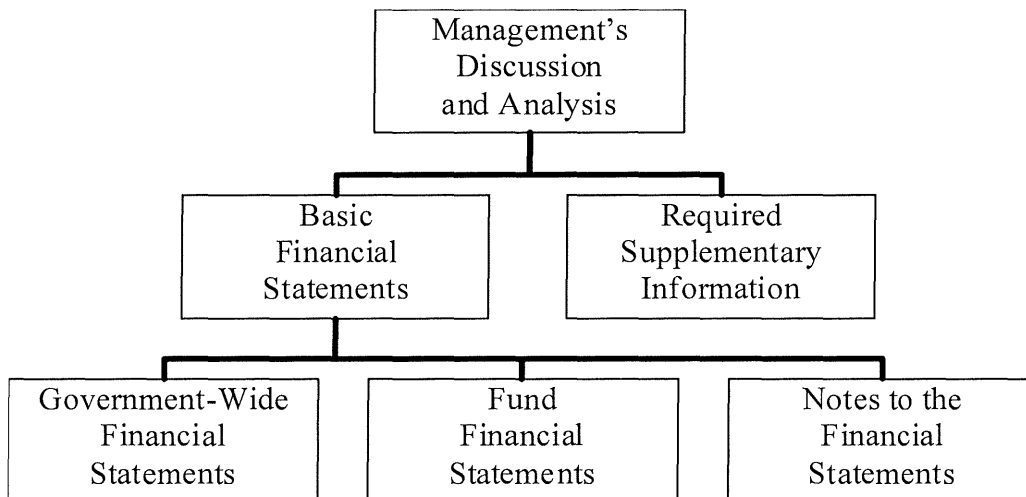 Management’s
Discussion
and Analysis
Basic
Financial
Statements
Required
Supplementary
Information
Government-Wide
Financial
Statements
Fund
Financial
Statements
Notes to the
Financial
Statements